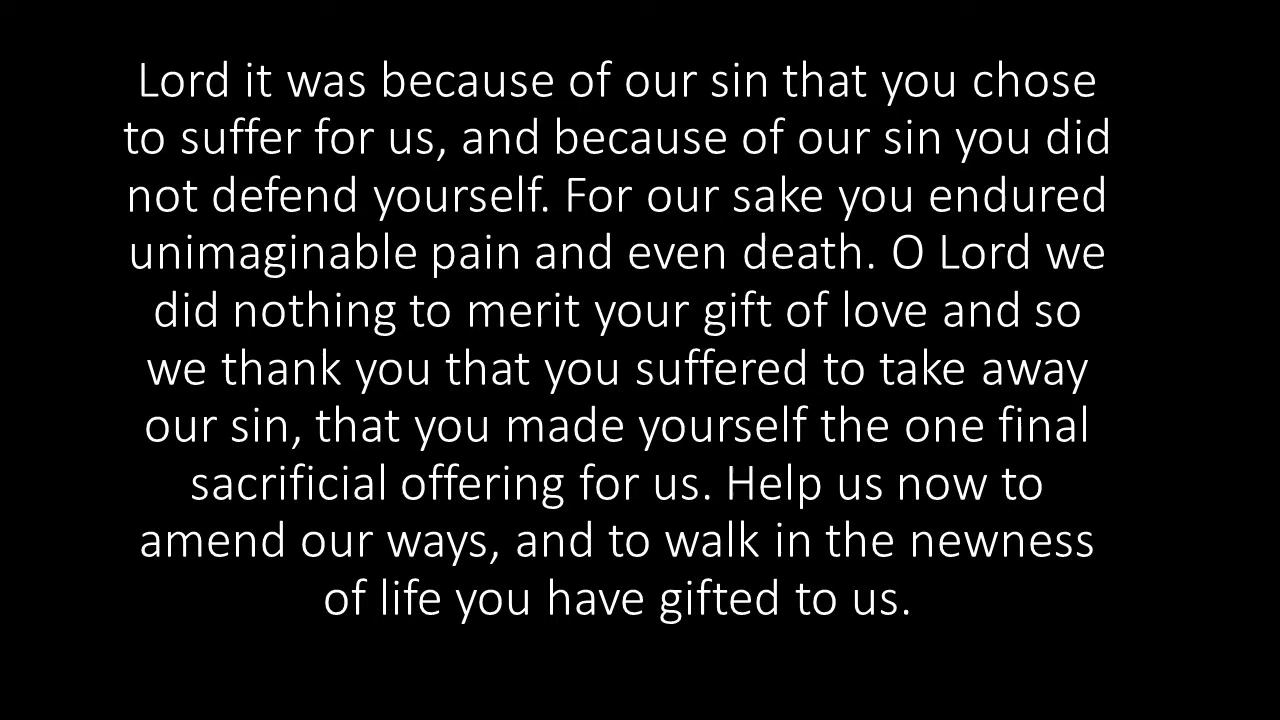 Lord it was because of our sin that you chose
to suffer for us, and because of our sin you did
not defend yourself. For our sake you endured
unimaginable pain and even death. O Lord we
did nothing to merit your gift of love and so
we thank you that you suffered to take away
our sin, that you made yourself the one final
sacrificial offering for us. Help us now to
amend our ways, and to walk in the newness
of life you have gifted to us.